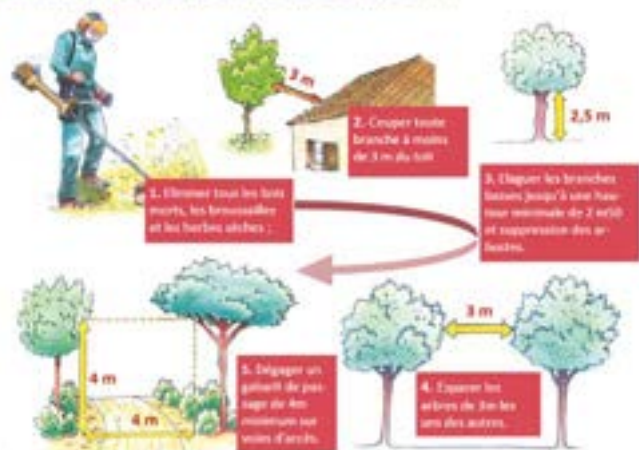 3 m
2. Couper toute
branche à moins
de 3 m du toit
2,5 m
1. Eliminer tous les bois
morts, les broussailles
et les herbes sèches ;
3. Elaguer les branches
basses jusqu'à une hau-
teur minimale de 2 m50
et suppression des ar-
bustes.
4 m
4 m
5. Dégager un
gabarit de pas-
sage de 4m
minimum sur
voies d'accès.
3 m
4. Espacer les
arbres de 3m les
uns des autres.